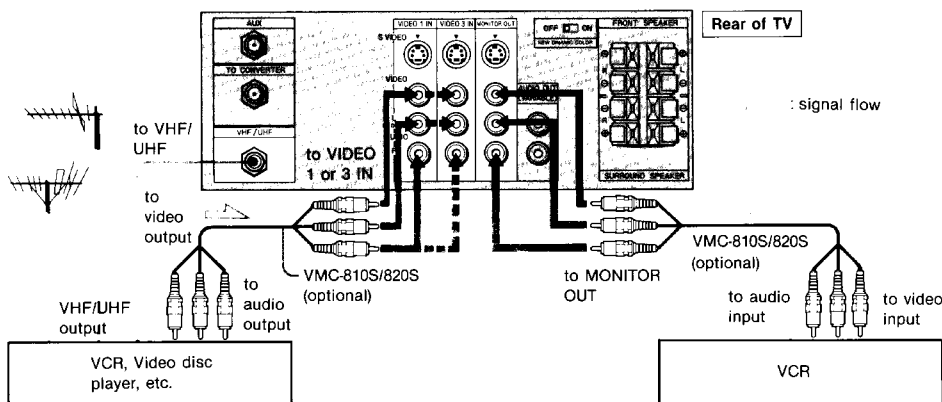 AUX
TO CONVERTER
VHF/UHF
VIDEO 1 IN
VIDEO 3 IN
MONITOR OUT
S VIDEO
VIDEO
OFF
ON
FRONT SPEAKER
R
L
R
L
SURROUND SPEAKER
Rear of TV
: signal flow
to VHF/
UHF
to VIDEO
1 or 3 IN
to
video
output
VMC-810S/820S
(optional)
to MONITOR
OUT
VMC-810S/820S
(optional)
VHF/UHF
output
to
audio
output
to audio
input
to video
input
VCR, Video disc
player, etc.
VCR